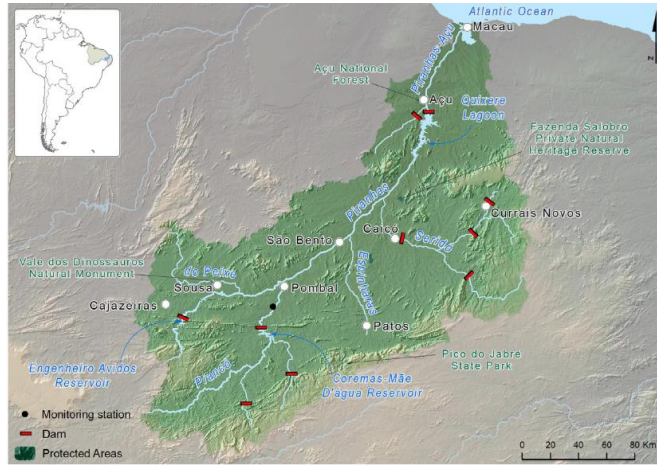 Atlantic Ocean
Macau
Piranhas Açu
Açu National
Forest
Açu
Quixere
Lagoon
Fazenda Salobro
Private Natural
Heritage Reserve
Piranhas
Currais Novos
Caicó
Seridó
São Bento
Vale dos Dinossauros
Natural Monument
do Peixe
Sousa
Pombal
Espinharas
Cajazeiras
Patos
Engenheiro Avidos
Reservoir
Piancó
Coremas-Mãe
D'água Reservoir
Pico do Jabre
State Park
Monitoring station
Dam
Protected Areas
0 20 40 60 80 Km
N